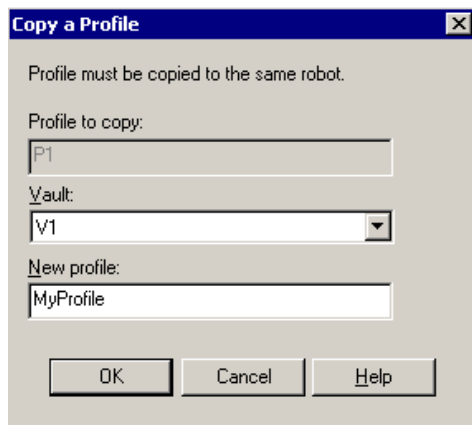 Copy a Profile
Profile must be copied to the same robot.
Profile to copy:
P1
Vault:
V1
New profile:
MyProfile
OK Cancel Help